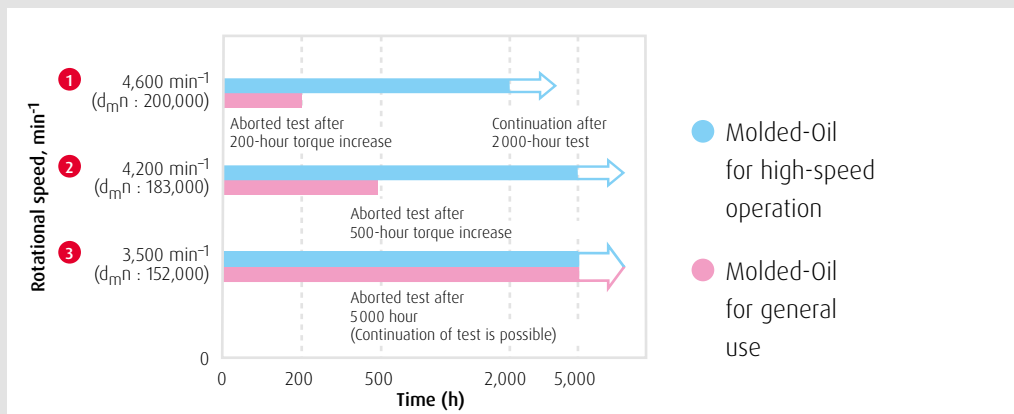 Rotational speed, min⁻¹
1
4,600 min⁻¹
(dₘn : 200,000)
Aborted test after
200-hour torque increase
Continuation after
2000-hour test
2
4,200 min⁻¹
(dₘn : 183,000)
Aborted test after
500-hour torque increase
3
3,500 min⁻¹
(dₘn : 152,000)
Aborted test after
5000 hour
(Continuation of test is possible)
0
0 200 500 2,000 5,000
Time (h)
Molded-Oil
for high-speed
operation
Molded-Oil
for general
use